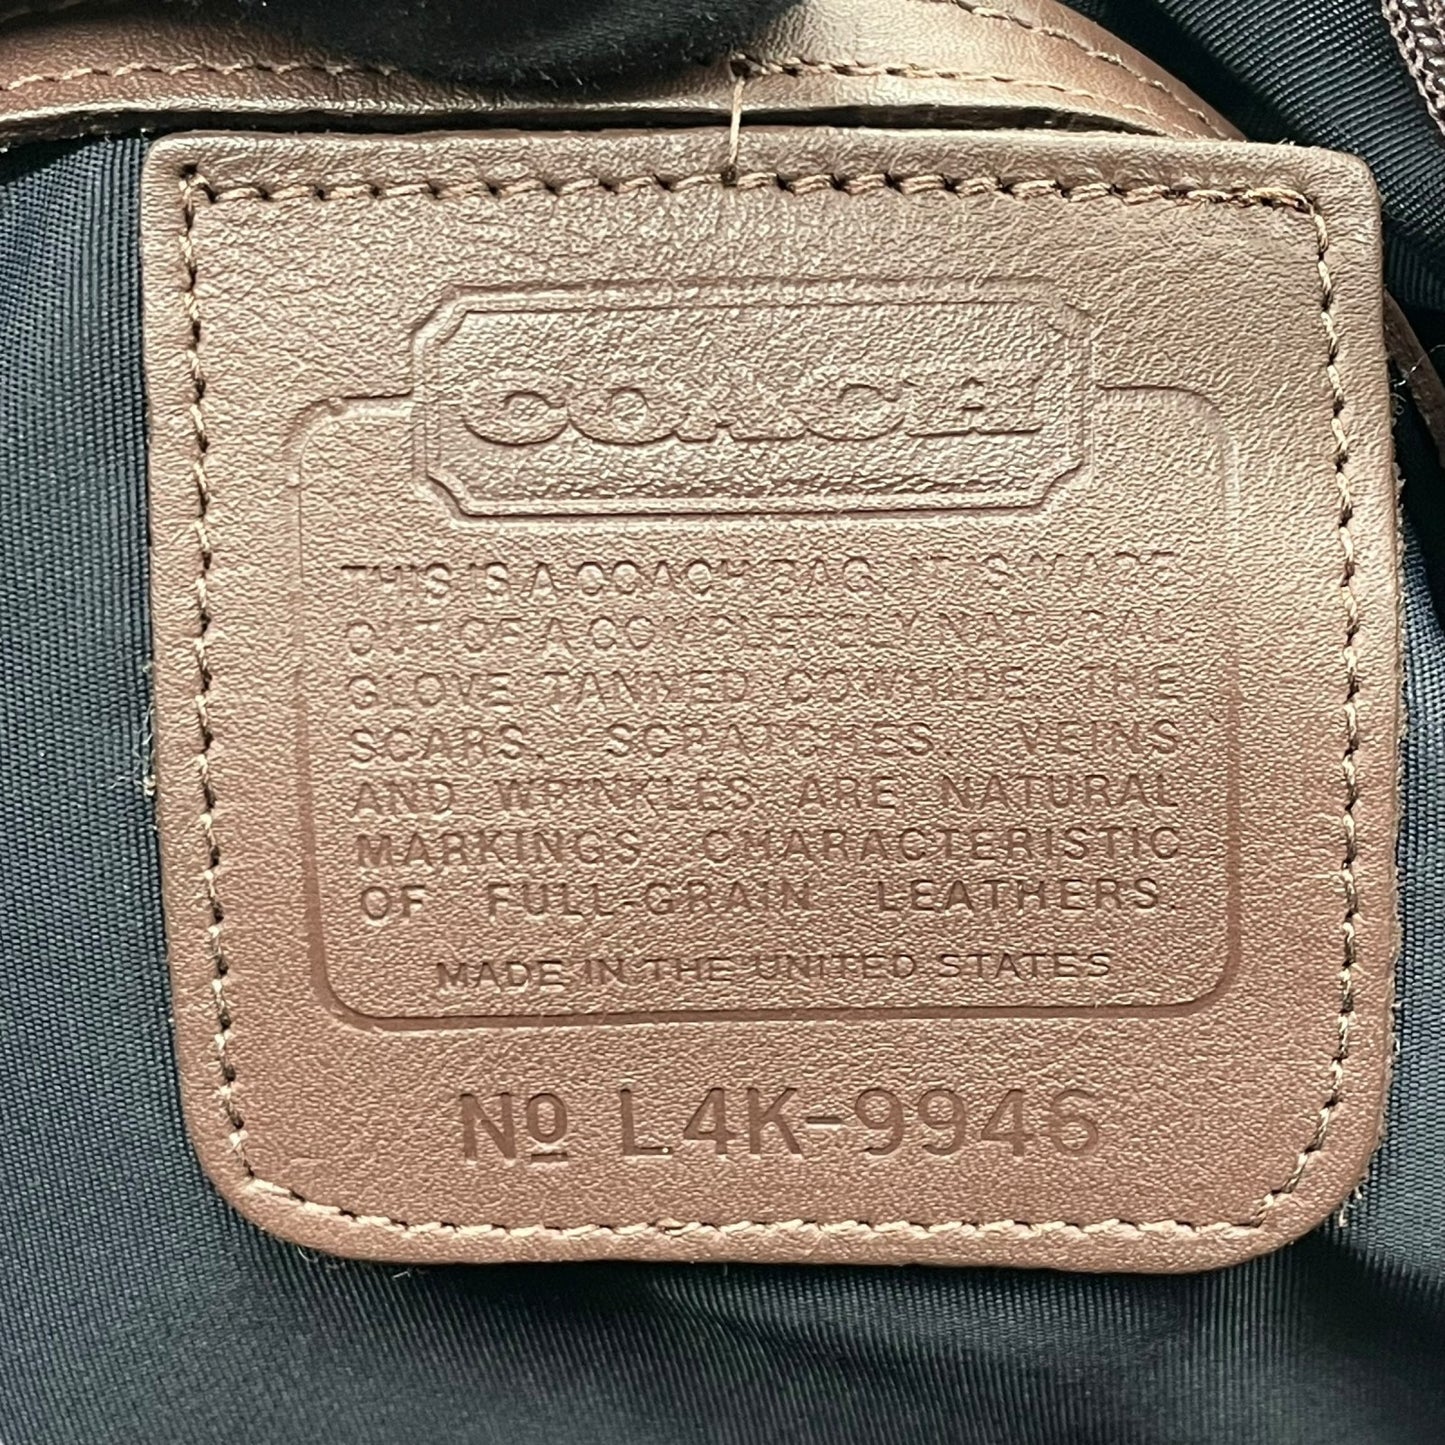 COACH
THIS IS A COACH BAG. IT IS MADE
OUT OF A COMPLETELY NATURAL
GLOVE TANNED COWHIDE. THE
SCARS, SCRATCHES, VEINS
AND WRINKLES ARE NATURAL
MARKINGS CHARACTERISTIC
OF FULL-GRAIN LEATHERS.
MADE IN THE UNITED STATES
No L4K-9946